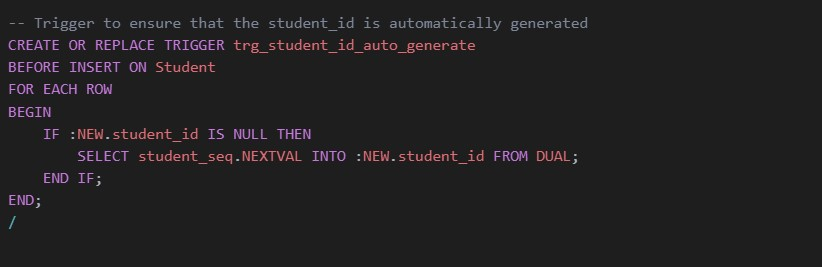 -- Trigger to ensure that the student_id is automatically generated
CREATE OR REPLACE TRIGGER trg_student_id_auto_generate
BEFORE INSERT ON Student
FOR EACH ROW
BEGIN
    IF :NEW.student_id IS NULL THEN
        SELECT student_seq.NEXTVAL INTO :NEW.student_id FROM DUAL;
    END IF;
END;
/